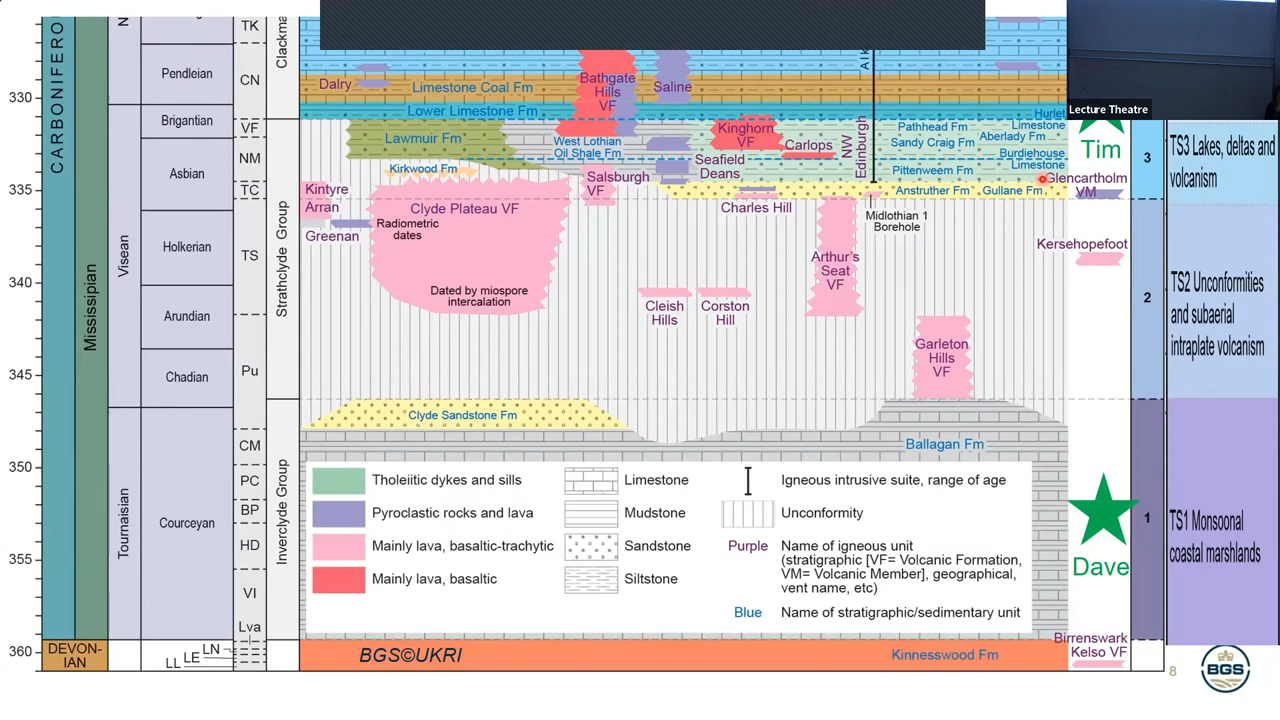 CARBONIFERO
Mississipian
DEVON-
IAN
330
335
340
345
350
355
360
N
Visean
Tournaisian
Pendleian
Brigantian
Asbian
Holkerian
Arundian
Chadian
Courceyan
TK
CN
VF
NM
TC
TS
Pu
CM
PC
BP
HD
VI
Lva
LN
LE
LL
Clackma
Strathclyde Group
Inverclyde Group
Dalry
Limestone Coal Fm
Bathgate
Hills
VF
Saline
Lower Limestone Fm
Lawmuir Fm
West Lothian
Oil Shale Fm
Kinghorn
VF
Carlops
NW
Edinburgh
Alk
Hurlet
Limestone
Pathhead Fm
Aberlady Fm
Sandy Craig Fm
Burdiehouse
Limestone
Pittenweem Fm
Anstruther Fm
Gullane Fm
Kirkwood Fm
Salsburgh
VF
Seafield
Deans
Kintyre
Arran
Greenan
Clyde Plateau VF
Radiometric
dates
Dated by miospore
intercalation
Charles Hill
Midlothian 1
Borehole
Arthur's
Seat
VF
Cleish
Hills
Corston
Hill
Garleton
Hills
VF
Clyde Sandstone Fm
Ballagan Fm
Tholeiitic dykes and sills
Pyroclastic rocks and lava
Mainly lava, basaltic-trachytic
Mainly lava, basaltic
Limestone
Mudstone
Sandstone
Siltstone
Igneous intrusive suite, range of age
Unconformity
Purple
Name of igneous unit
(stratigraphic [VF= Volcanic Formation,
VM= Volcanic Member], geographical,
vent name, etc)
Blue
Name of stratigraphic/sedimentary unit
BGS©UKRI
Kinnesswood Fm
Lecture Theatre
Tim
Glencartholm
VM
Kersehopefoot
Dave
Birrenswark
Kelso VF
3
2
1
TS3 Lakes, deltas and
volcanism
TS2 Unconformities
and subaerial
intraplate volcanism
TS1 Monsoonal
coastal marshlands
8
BGS